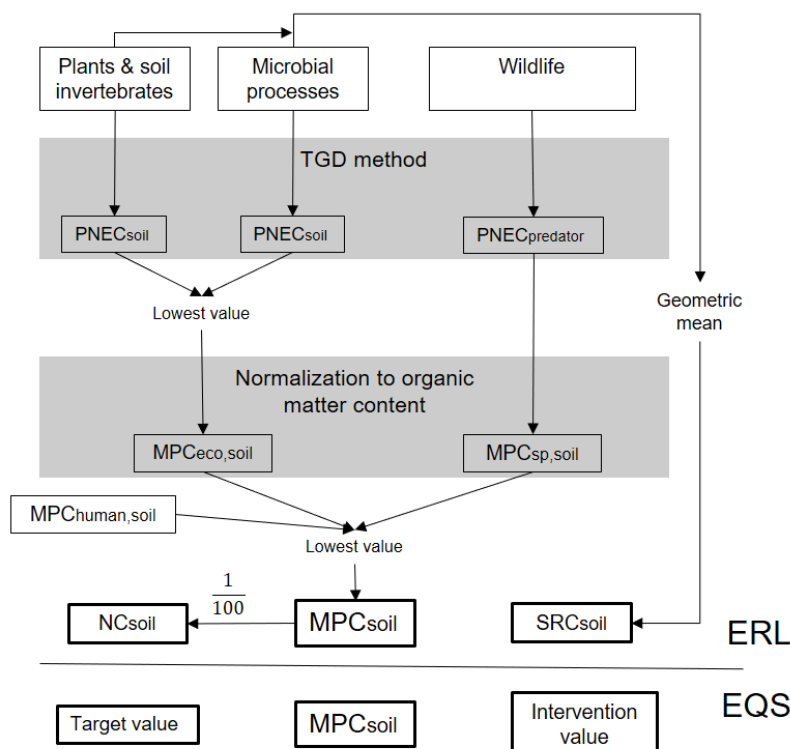 Plants & soil
invertebrates
Microbial
processes
Wildlife
TGD method
PNECsoil
PNECsoil
PNECpredator
Lowest value
Geometric
mean
Normalization to organic
matter content
MPCeco,soil
MPCsp,soil
MPChuman,soil
Lowest value
1
100
NCsoil
MPCsoil
SRCsoil
ERL
Target value
MPCsoil
Intervention
value
EQS